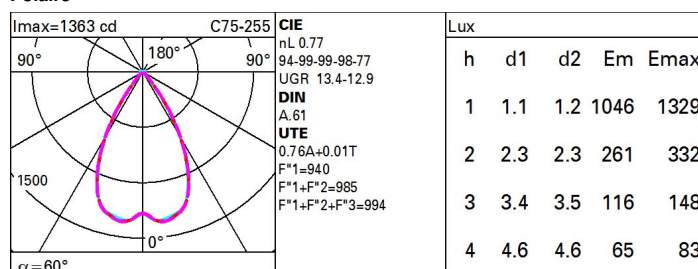 Imax=1363 cd C75-255
90° 180° 90°
1500
0°
α=60°
CIE
nL 0.77
94-99-99-98-77
UGR 13.4-12.9
DIN
A.61
UTE
0.76A+0.01T
F"1=940
F"1+F"2=985
F"1+F"2+F"3=994
Lux
h d1 d2 Em Emax
1 1.1 1.2 1046 1329
2 2.3 2.3 261 332
3 3.4 3.5 116 148
4 4.6 4.6 65 83